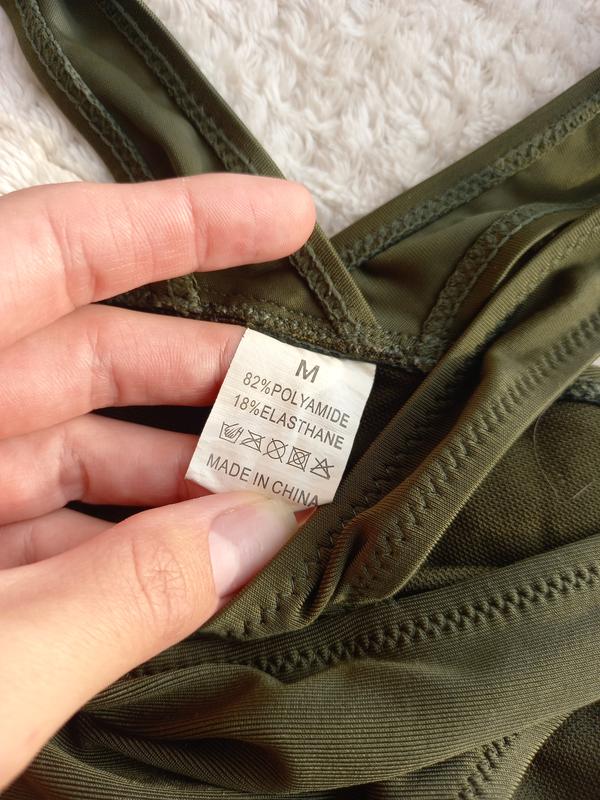 M
82%POLYAMIDE
18%ELASTHANE
MADE IN CHINA